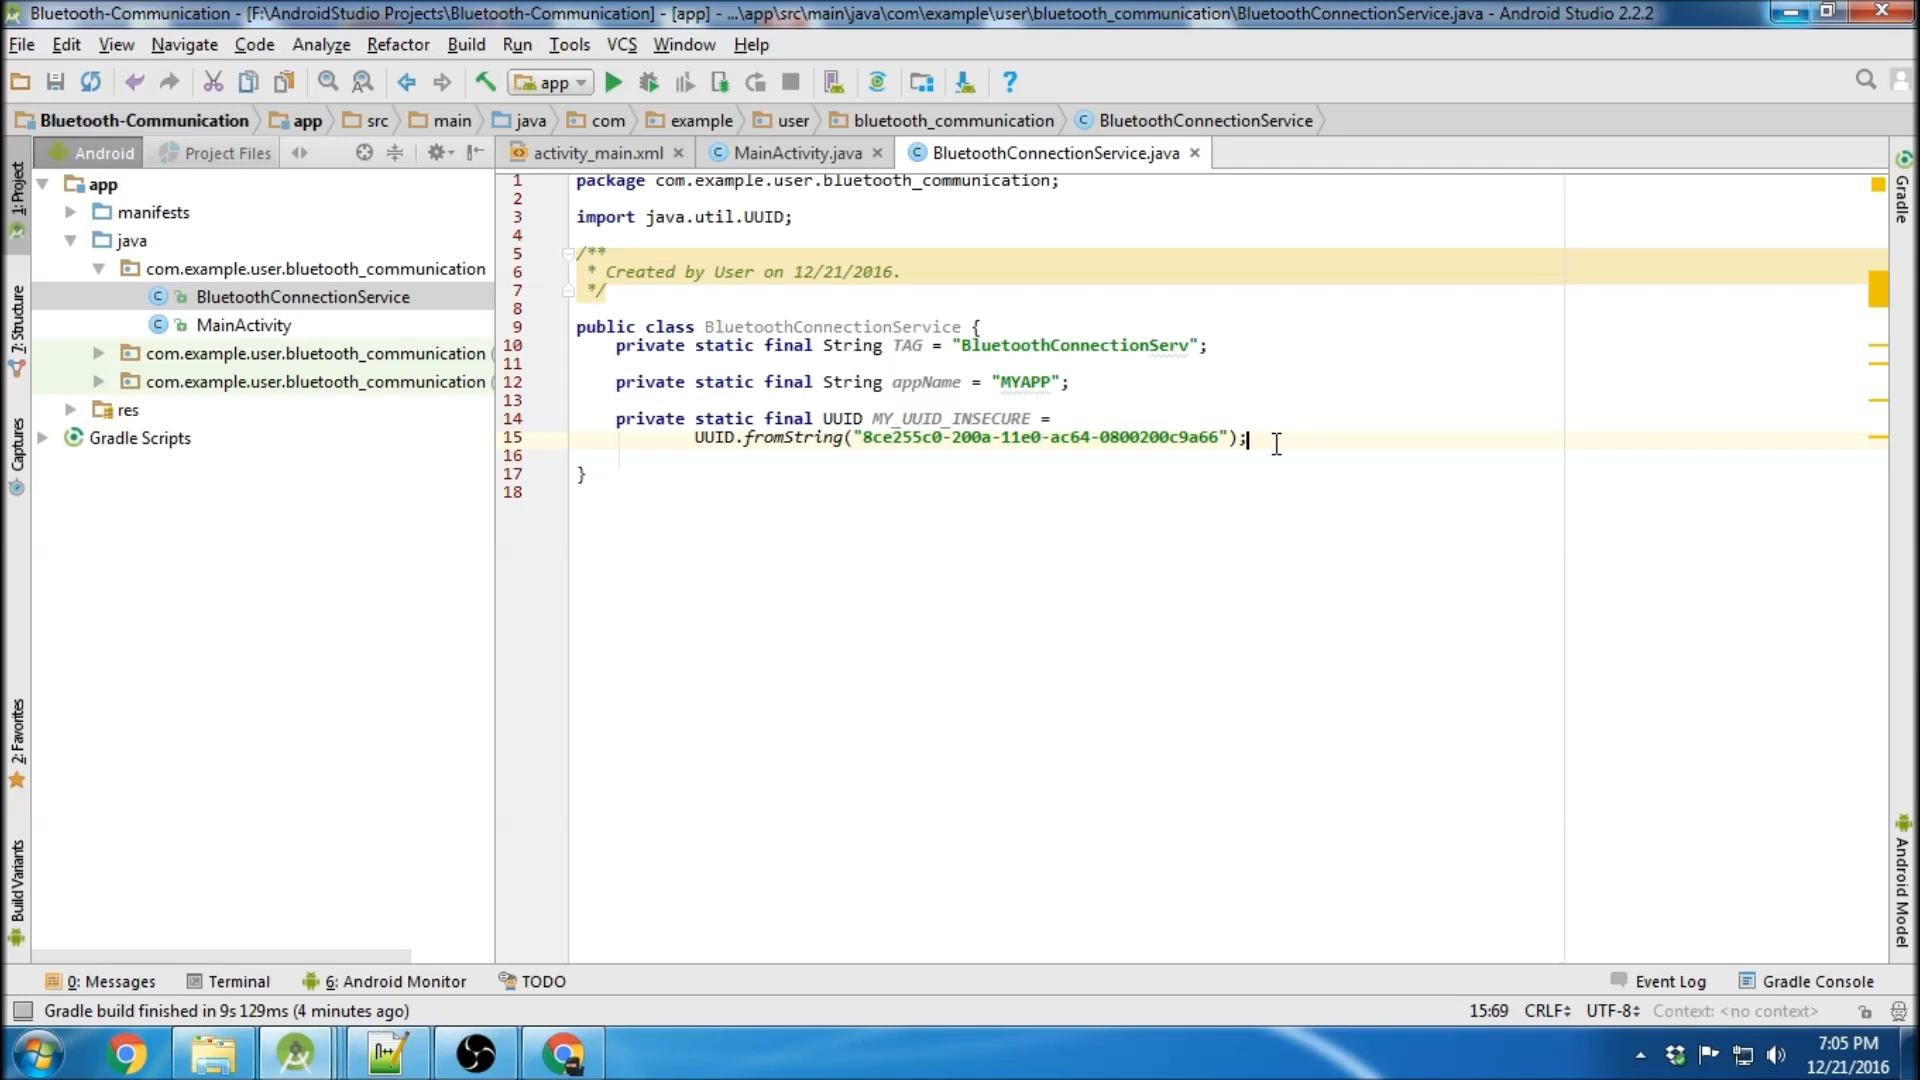 Bluetooth-Communication - [F:\AndroidStudio Projects\Bluetooth-Communication] - [app] - ...\app\src\main\java\com\example\user\bluetooth_communication\BluetoothConnectionService.java - Android Studio 2.2.2
File Edit View Navigate Code Analyze Refactor Build Run Tools VCS Window Help
app
Bluetooth-Communication app src main java com example user bluetooth_communication BluetoothConnectionService
Android Project Files
activity_main.xml MainActivity.java BluetoothConnectionService.java
app
manifests
java
com.example.user.bluetooth_communication
BluetoothConnectionService
MainActivity
com.example.user.bluetooth_communication (
com.example.user.bluetooth_communication (
res
Gradle Scripts
1: Project
7: Structure
Captures
2: Favorites
Build Variants
1 package com.example.user.bluetooth_communication;
2
3 import java.util.UUID;
4
5 /**
6 * Created by User on 12/21/2016.
7 */
8
9 public class BluetoothConnectionService {
10 private static final String TAG = "BluetoothConnectionServ";
11
12 private static final String appName = "MYAPP";
13
14 private static final UUID MY_UUID_INSECURE =
15 UUID.fromString("8ce255c0-200a-11e0-ac64-0800200c9a66");
16
17 }
18
Gradle
Android Model
0: Messages Terminal 6: Android Monitor TODO Event Log Gradle Console
Gradle build finished in 9s 129ms (4 minutes ago) 15:69 CRLF UTF-8 Context: <no context>
7:05 PM
12/21/2016